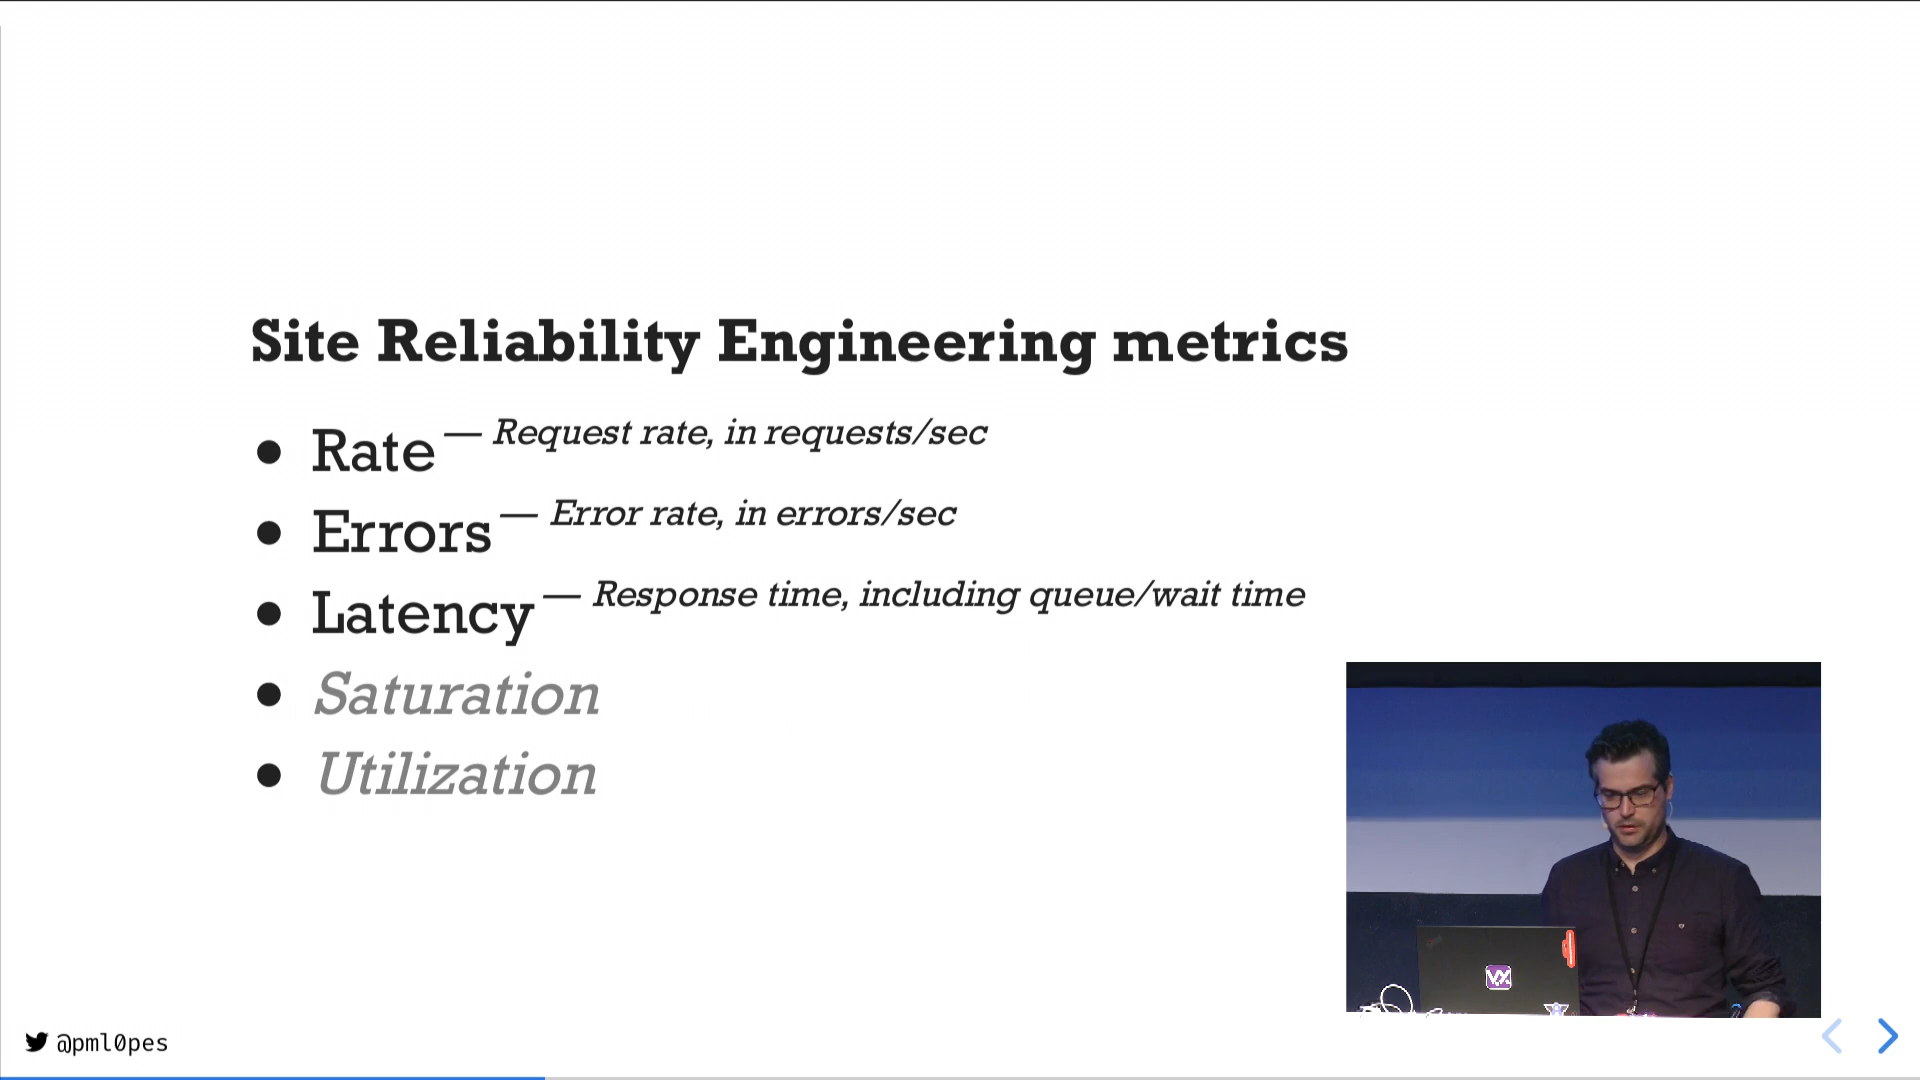 Site Reliability Engineering metrics
Rate — Request rate, in requests/sec
Errors — Error rate, in errors/sec
Latency — Response time, including queue/wait time
Saturation
Utilization
VX
@pml0pes